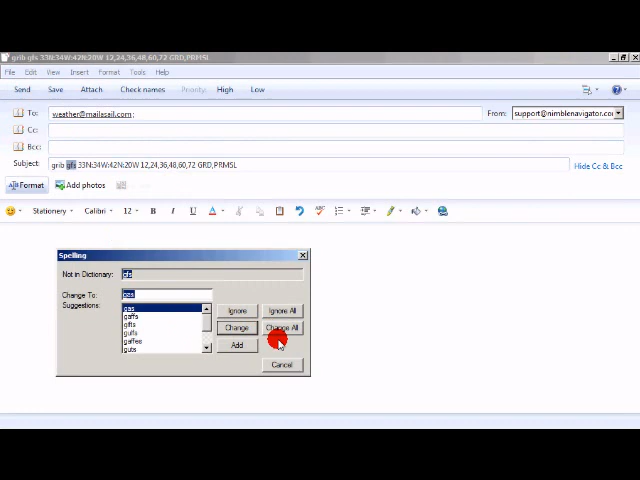 grib gfs 33N:34W:42N:20W 12,24,36,48,60,72 GRD,PRMSL
File Edit View Insert Format Tools Help
Send Save Attach Check names Priority: High Low
To: weather@mailasail.com; From: support@nimblenavigator.co
Cc:
Bcc:
Subject: grib gfs 33N:34W:42N:20W 12,24,36,48,60,72 GRD,PRMSL Hide Cc & Bcc
Format Add photos
Stationery Calibri 12 B I U A
Spelling
Not in Dictionary: gfs
Change To: gas
Suggestions: gas
gaffs
gifts
gulfs
gaffes
guts
Ignore Ignore All
Change Change All
Add
Cancel